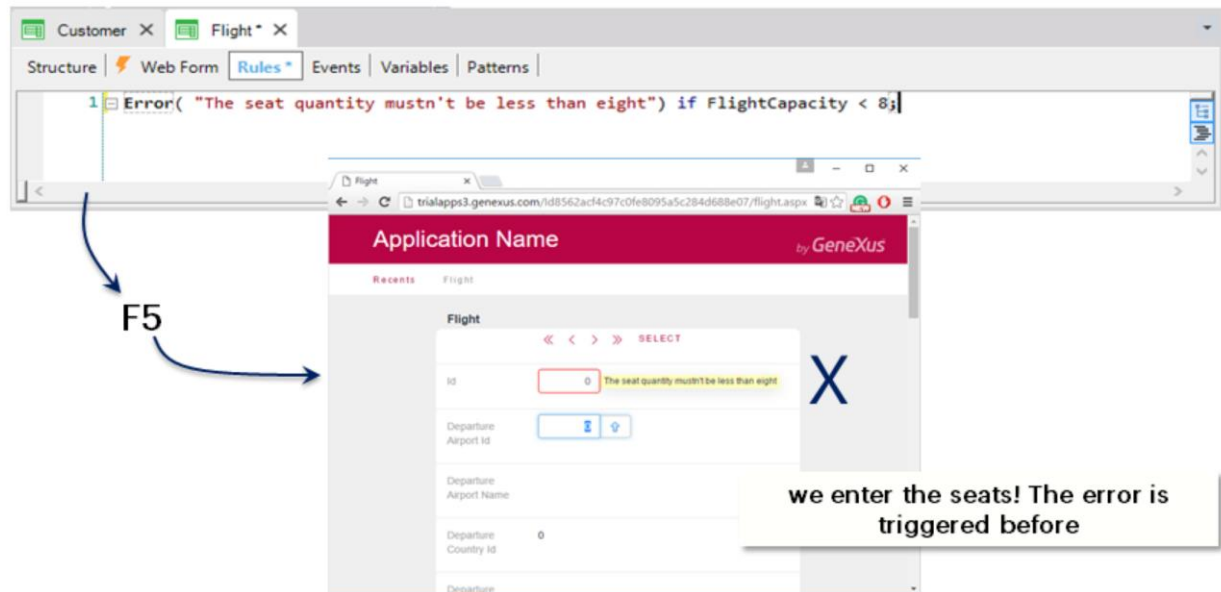 Customer Flight *
Structure Web Form Rules * Events Variables Patterns
1 Error( "The seat quantity mustn't be less than eight") if FlightCapacity < 8;
Flight
trialapps3.genexus.com/Id8562acf4c97c0fe8095a5c284d688e07/flight.aspx
Application Name by GeneXus
Recents Flight
F5
Flight
SELECT
Id 0 The seat quantity mustn't be less than eight
X
Departure 0
Airport Id
Departure
Airport Name
we enter the seats! The error is
triggered before
Departure 0
Country Id
Departure